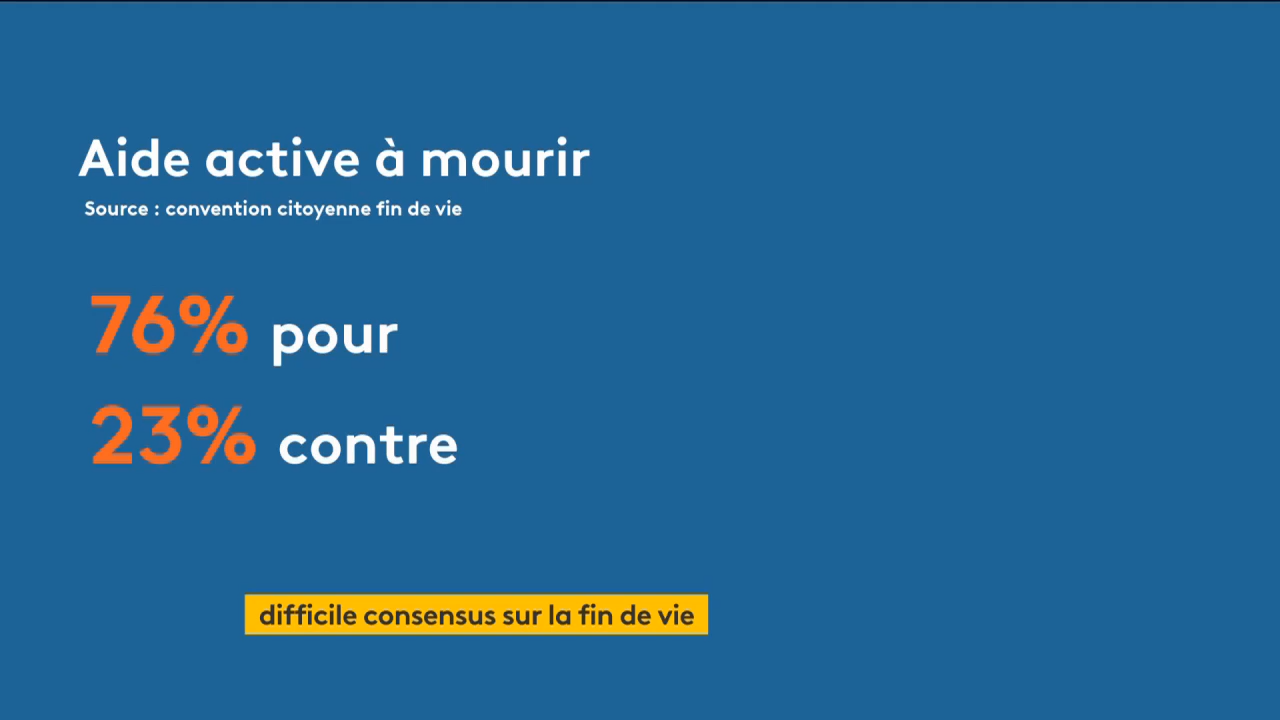 Aide active à mourir
Source : convention citoyenne fin de vie
76% pour
23% contre
difficile consensus sur la fin de vie